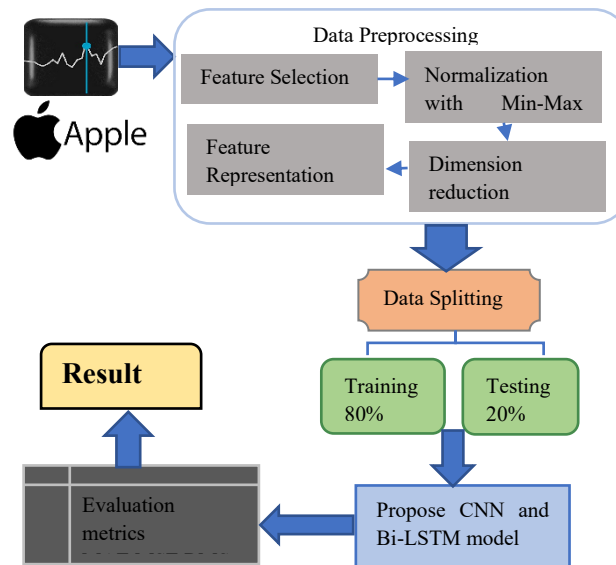 Apple
Data Preprocessing
Feature Selection
Normalization
with Min-Max
Feature
Representation
Dimension
reduction
Data Splitting
Training
80%
Testing
20%
Result
Evaluation
metrics
Propose CNN and
Bi-LSTM model